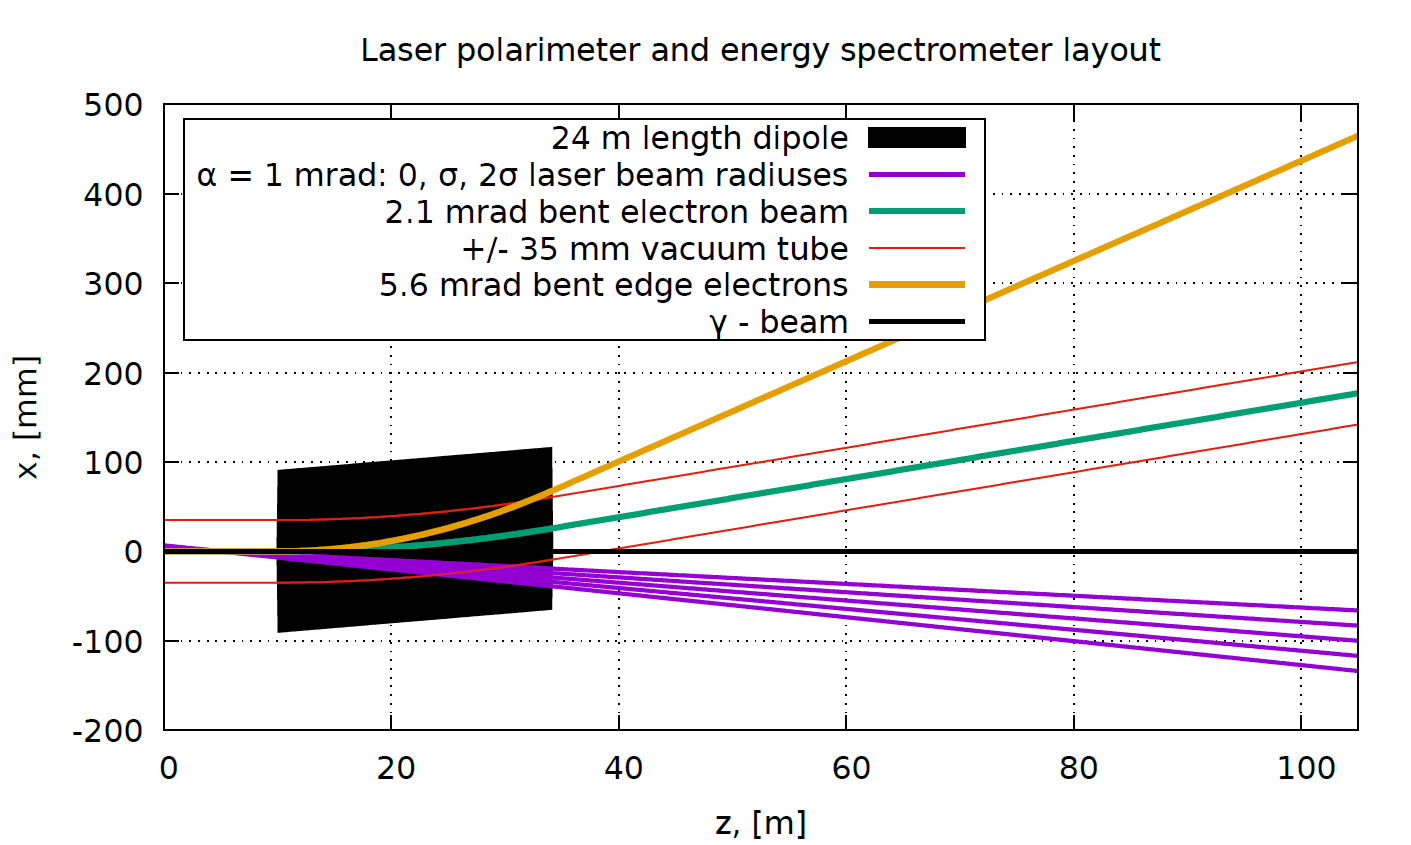 Laser polarimeter and energy spectrometer layout
500
400
300
200
100
0
-100
-200
x, [mm]
24 m length dipole
α = 1 mrad: 0, σ, 2σ laser beam radiuses
2.1 mrad bent electron beam
+/- 35 mm vacuum tube
5.6 mrad bent edge electrons
γ - beam
0 20 40 60 80 100
z, [m]